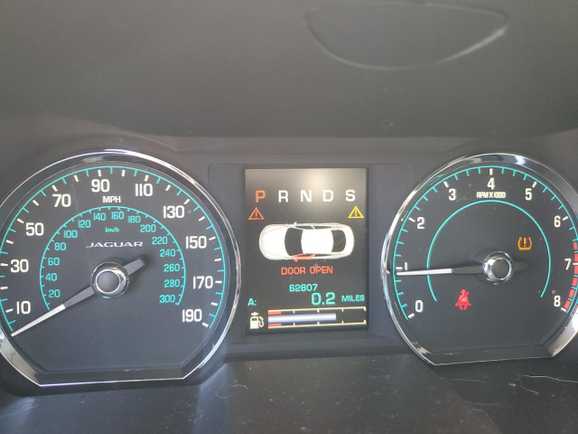 10 30 50 70 90 110 130 150 170 190
MPH
20 40 60 80 100 120 140 160 180 200 220 240 260 280 300
km/h
JAGUAR
P R N D S
DOOR OPEN
62807
A: 0.2 MILES
0 1 2 3 4 5 6 7 8
RPM X 1000